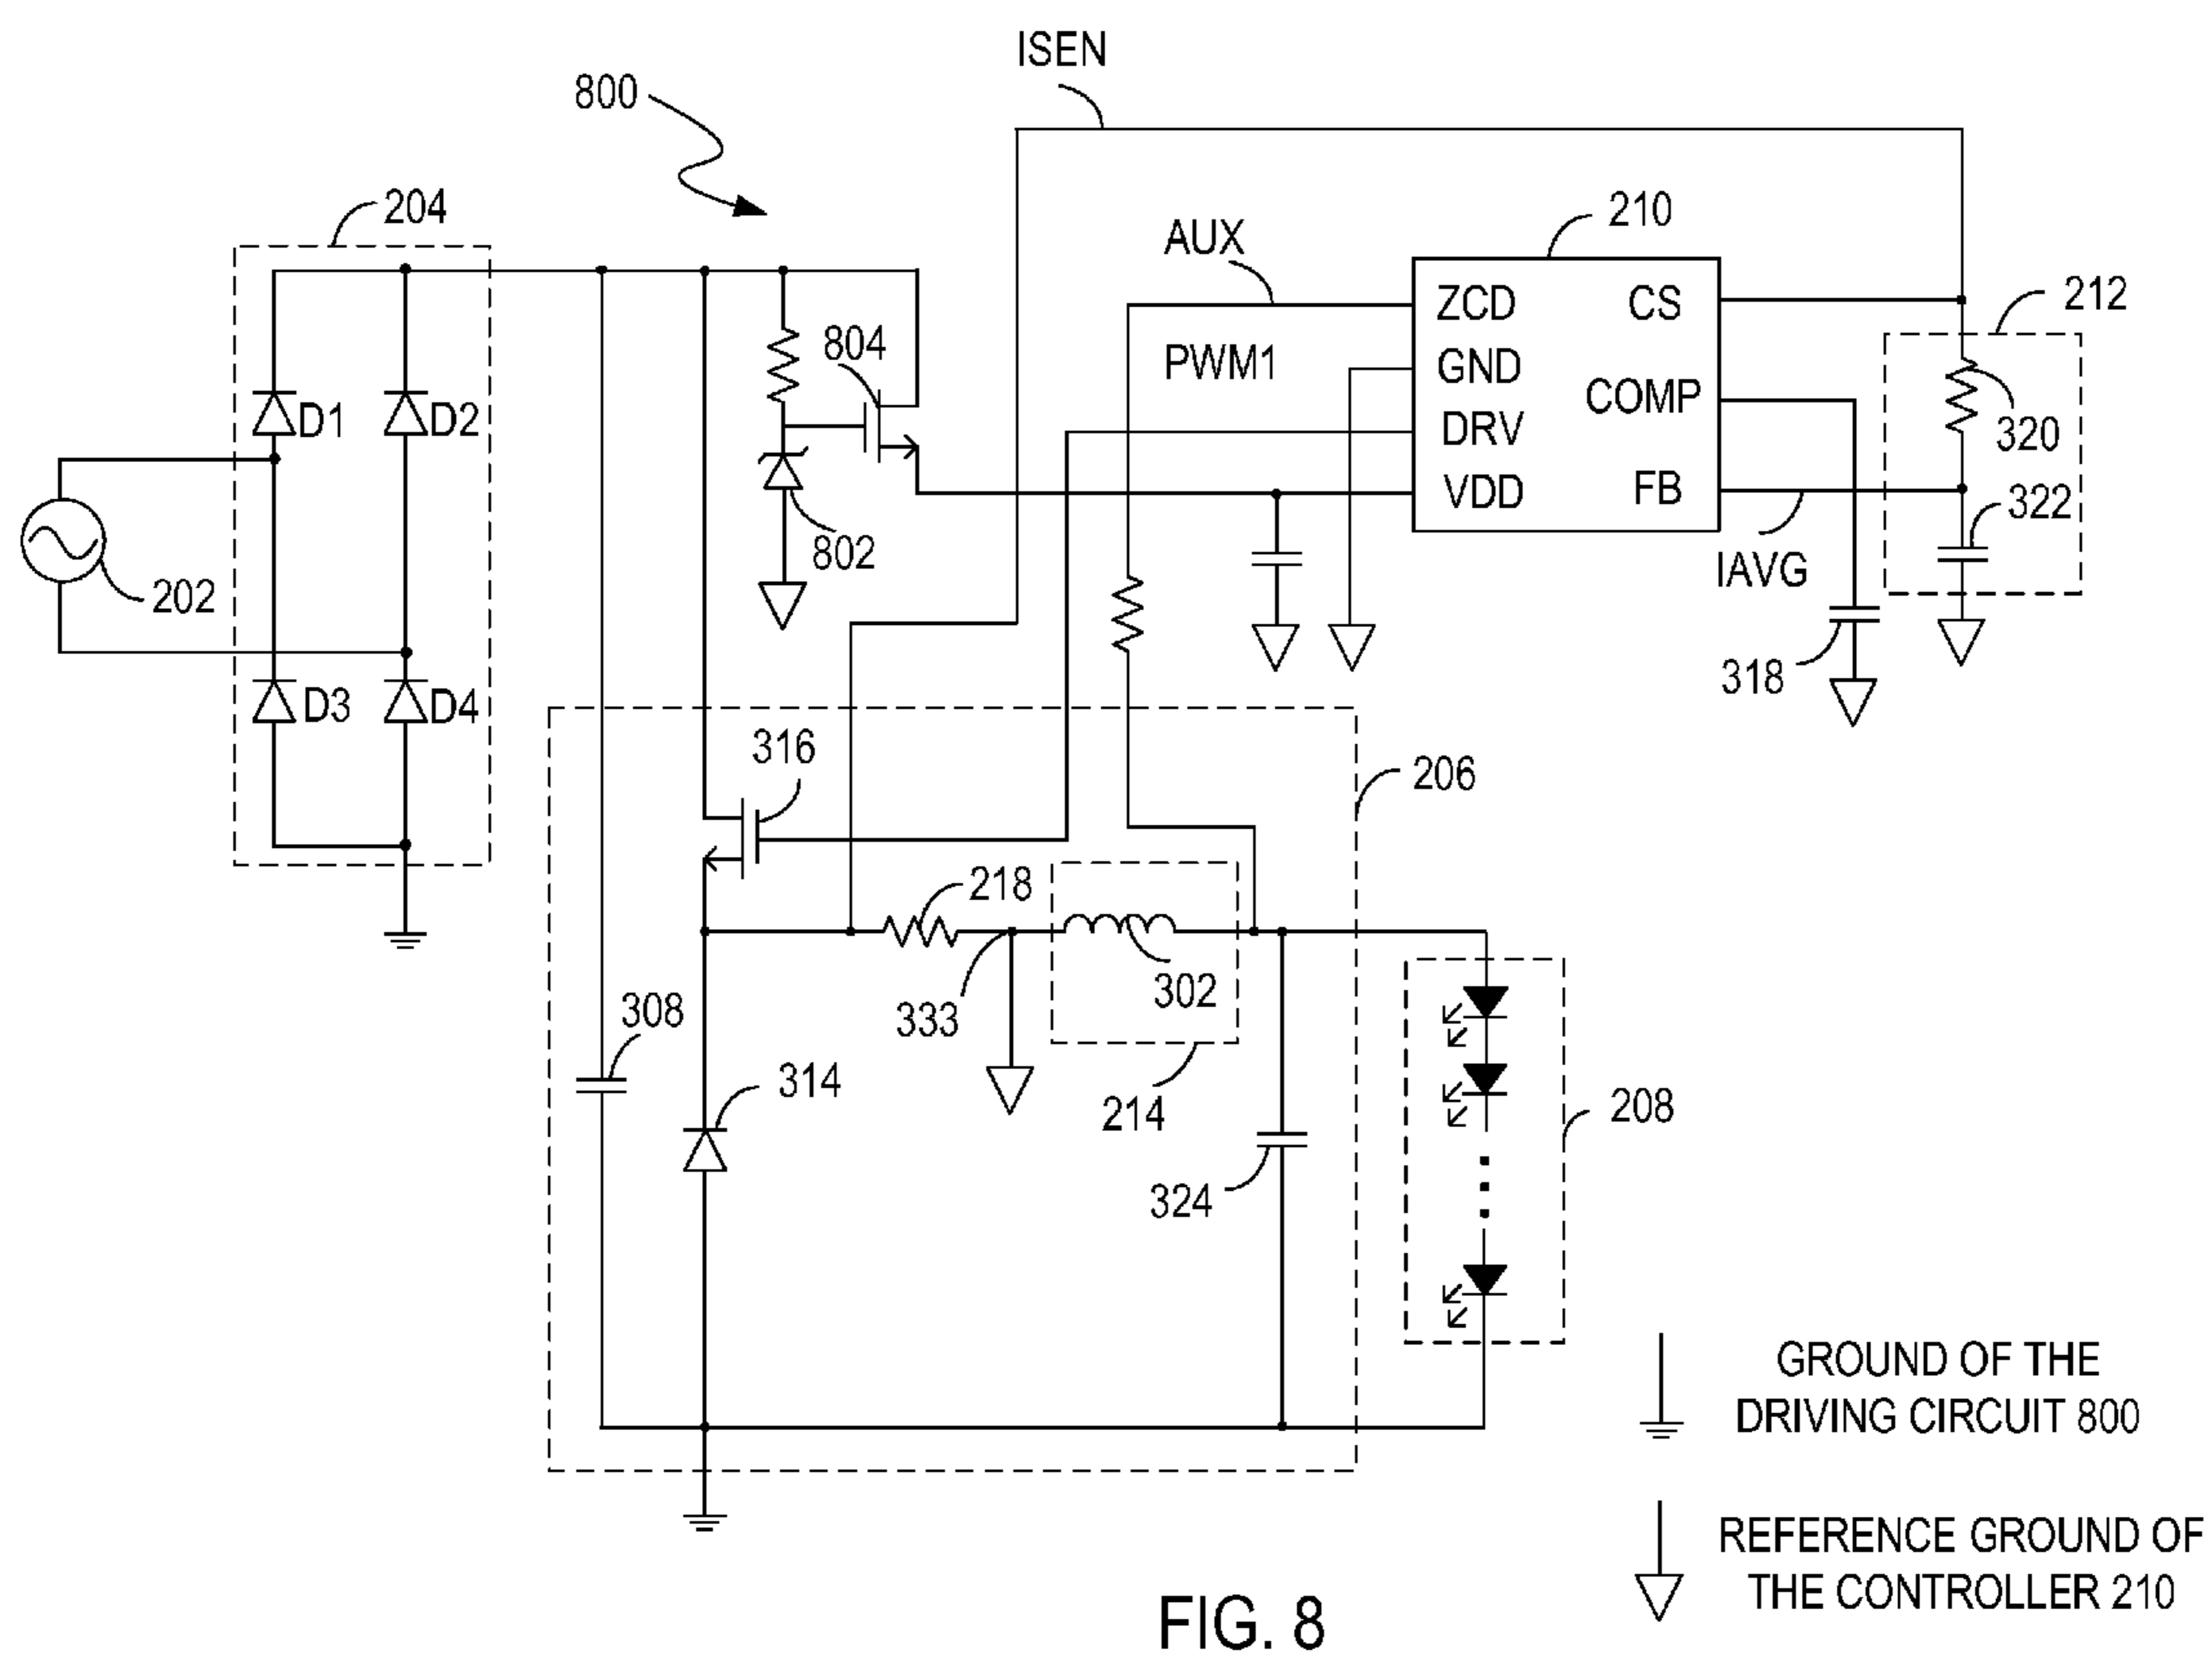 ISEN
800
204
AUX
210
212
ZCD
CS
804
PWM1
GND
COMP
D1
D2
DRV
320
VDD
FB
322
802
IAVG
202
318
D3
D4
316
206
218
302
333
308
314
214
208
324
GROUND OF THE
DRIVING CIRCUIT 800
REFERENCE GROUND OF
THE CONTROLLER 210
FIG. 8